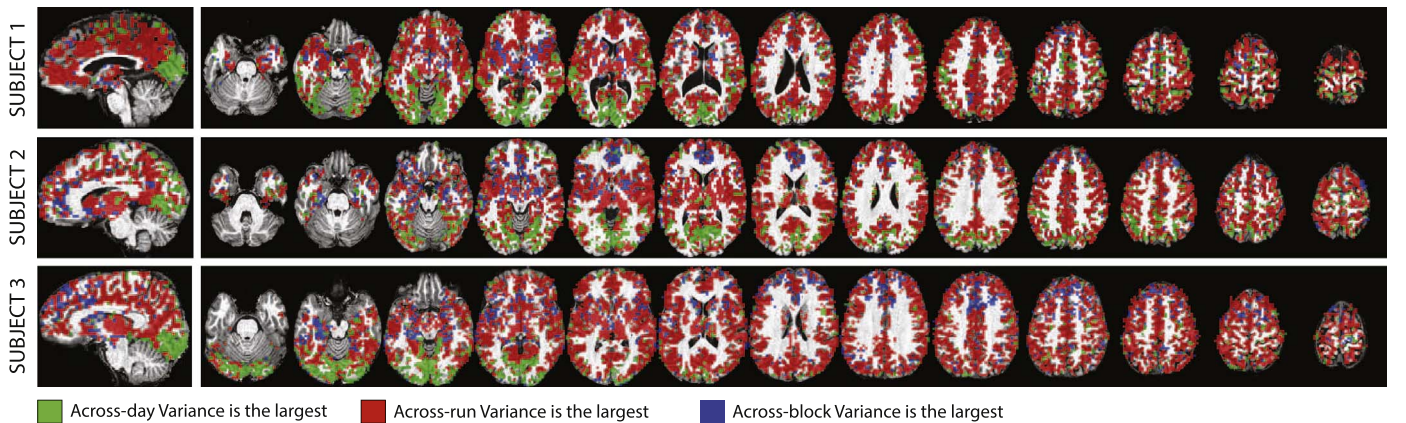 SUBJECT 1
SUBJECT 2
SUBJECT 3
Across-day Variance is the largest
Across-run Variance is the largest
Across-block Variance is the largest